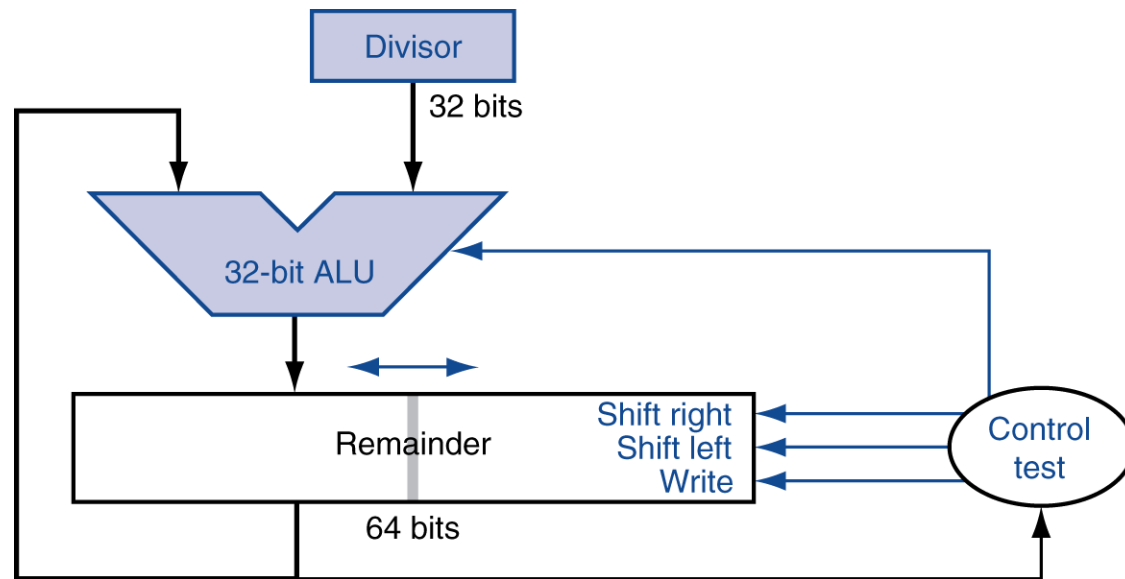 Divisor
32 bits
32-bit ALU
Remainder
Shift right
Shift left
Write
Control
test
64 bits